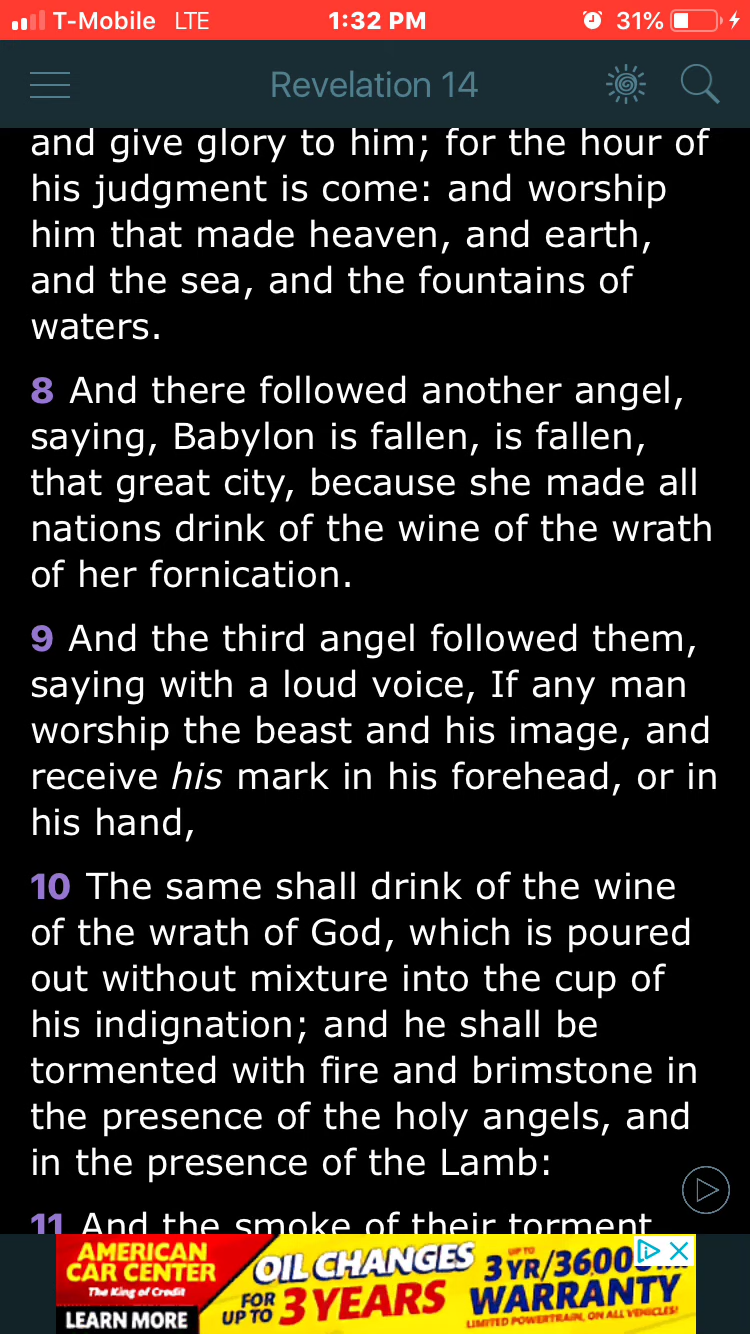 T-Mobile LTE 1:32 PM 31%
Revelation 14
and give glory to him; for the hour of
his judgment is come: and worship
him that made heaven, and earth,
and the sea, and the fountains of
waters.
8 And there followed another angel,
saying, Babylon is fallen, is fallen,
that great city, because she made all
nations drink of the wine of the wrath
of her fornication.
9 And the third angel followed them,
saying with a loud voice, If any man
worship the beast and his image, and
receive his mark in his forehead, or in
his hand,
10 The same shall drink of the wine
of the wrath of God, which is poured
out without mixture into the cup of
his indignation; and he shall be
tormented with fire and brimstone in
the presence of the holy angels, and
in the presence of the Lamb:
11 And the smoke of their torment
AMERICAN
CAR CENTER
The King of Credit
LEARN MORE
OIL CHANGES
FOR
UP TO
3 YEARS
UP TO
3 YR/3600
WARRANTY
LIMITED POWERTRAIN, ON ALL VEHICLES!